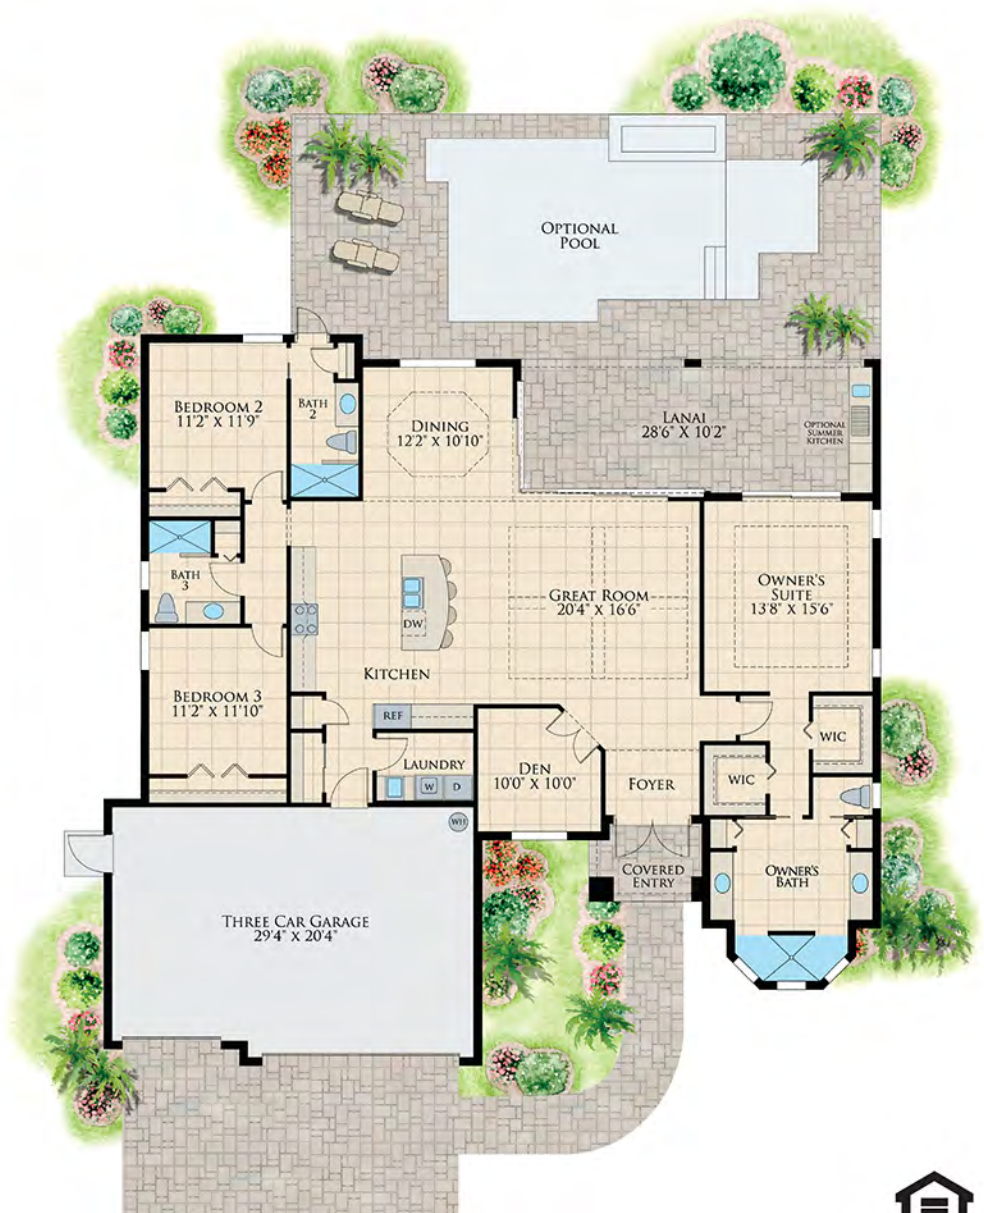 OPTIONAL
POOL
BEDROOM 2
11'2" X 11'9"
BATH
2
DINING
12'2" X 10'10"
LANAI
28'6" X 10'2"
OPTIONAL
SUMMER
KITCHEN
BATH
3
DW
GREAT ROOM
20'4" X 16'6"
OWNER'S
SUITE
13'8" X 15'6"
KITCHEN
BEDROOM 3
11'2" X 11'10"
REF
LAUNDRY
W
D
DEN
10'0" X 10'0"
FOYER
WIC
WIC
WH
COVERED
ENTRY
OWNER'S
BATH
THREE CAR GARAGE
29'4" X 20'4"